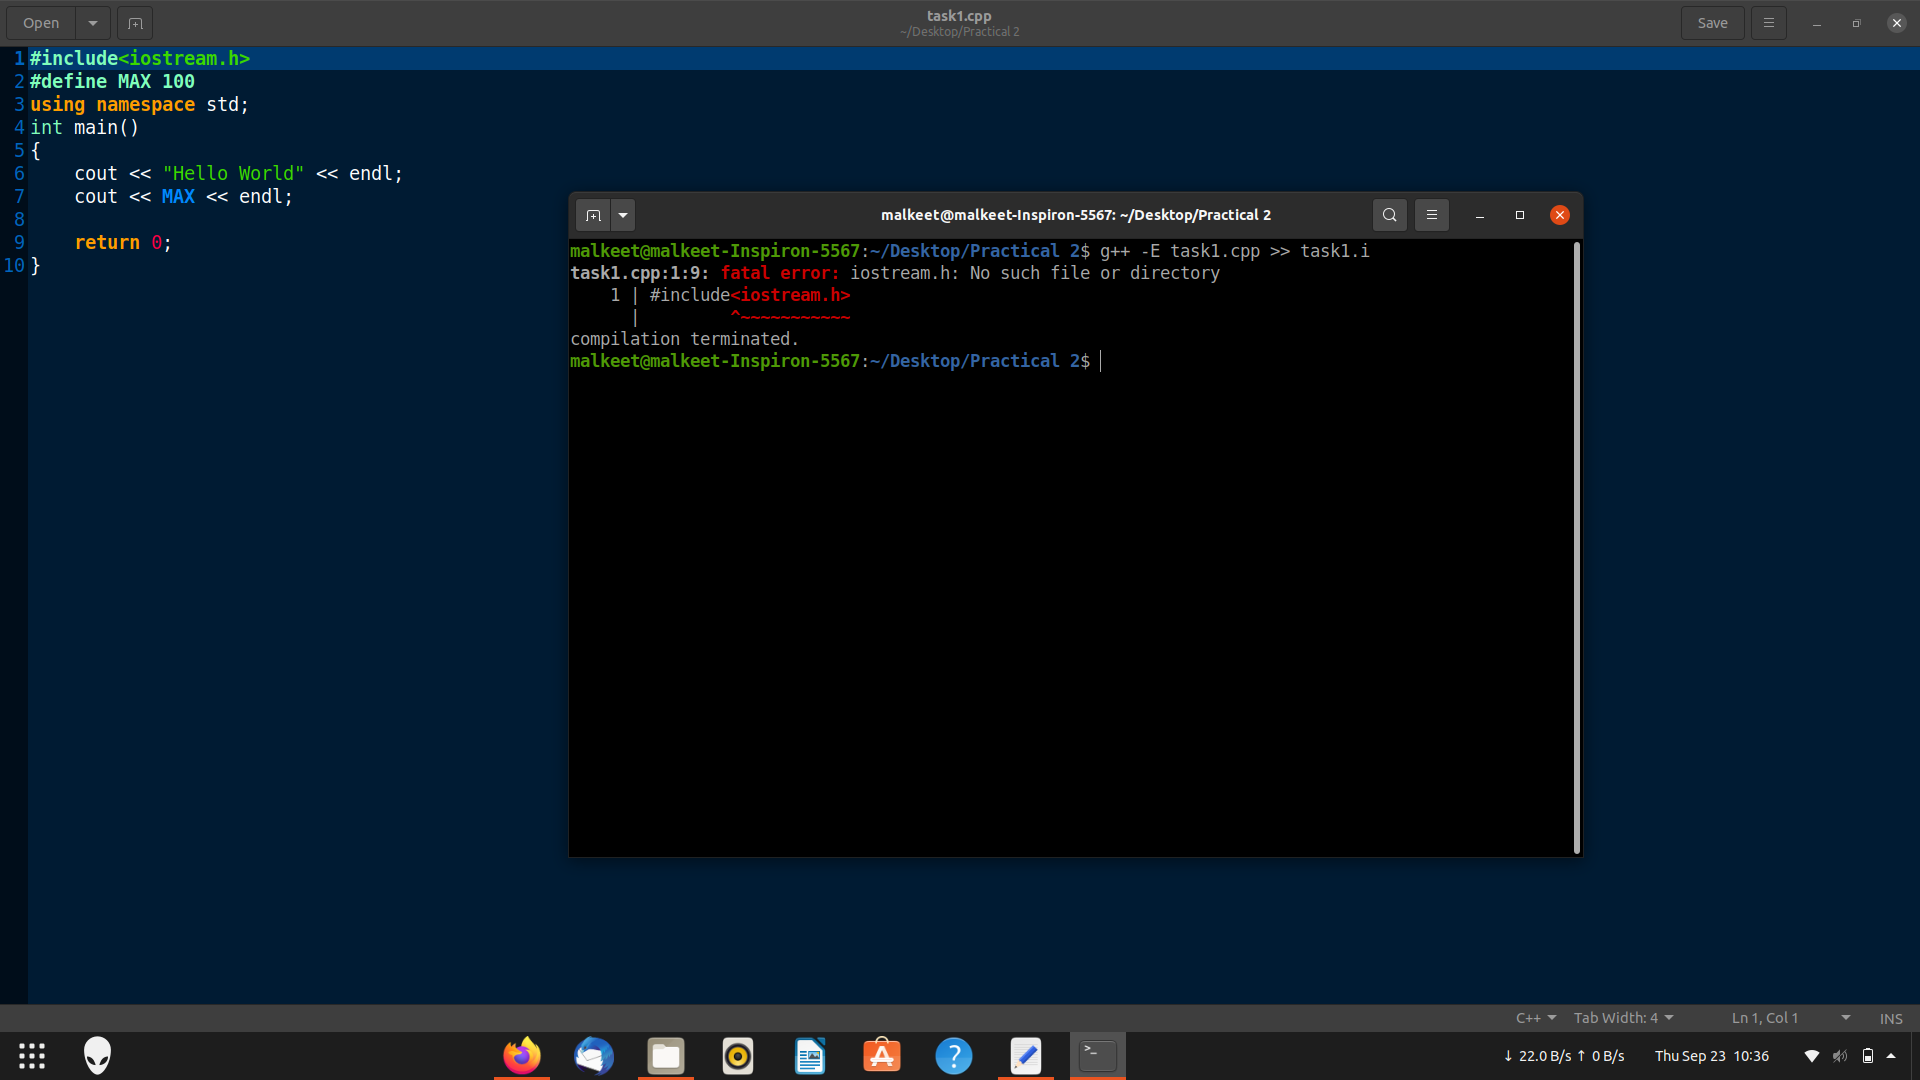 Open
task1.cpp
~/Desktop/Practical 2
Save
1 #include<iostream.h>
2 #define MAX 100
3 using namespace std;
4 int main()
5 {
6     cout << "Hello World" << endl;
7     cout << MAX << endl;
8
9     return 0;
10 }
malkeet@malkeet-Inspiron-5567: ~/Desktop/Practical 2
malkeet@malkeet-Inspiron-5567:~/Desktop/Practical 2$ g++ -E task1.cpp >> task1.i
task1.cpp:1:9: fatal error: iostream.h: No such file or directory
    1 | #include<iostream.h>
      |         ^~~~~~~~~~~~
compilation terminated.
malkeet@malkeet-Inspiron-5567:~/Desktop/Practical 2$
C++ Tab Width: 4 Ln 1, Col 1 INS
↓ 22.0 B/s ↑ 0 B/s Thu Sep 23 10:36